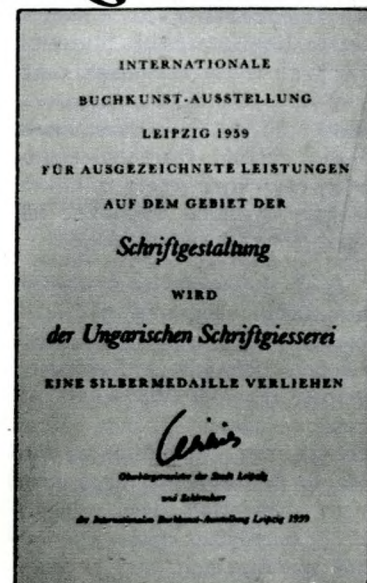 INTERNATIONALE
BUCHKUNST-AUSSTELLUNG
LEIPZIG 1959
FÜR AUSGEZEICHNETE LEISTUNGEN
AUF DEM GEBIET DER
Schriftgestaltung
WIRD
der Ungarischen Schriftgiesserei
EINE SILBERMEDAILLE VERLIEHEN
Oberbürgermeister der Stadt Leipzig
und Schirmherr
der Internationalen Buchkunst-Ausstellung Leipzig 1959